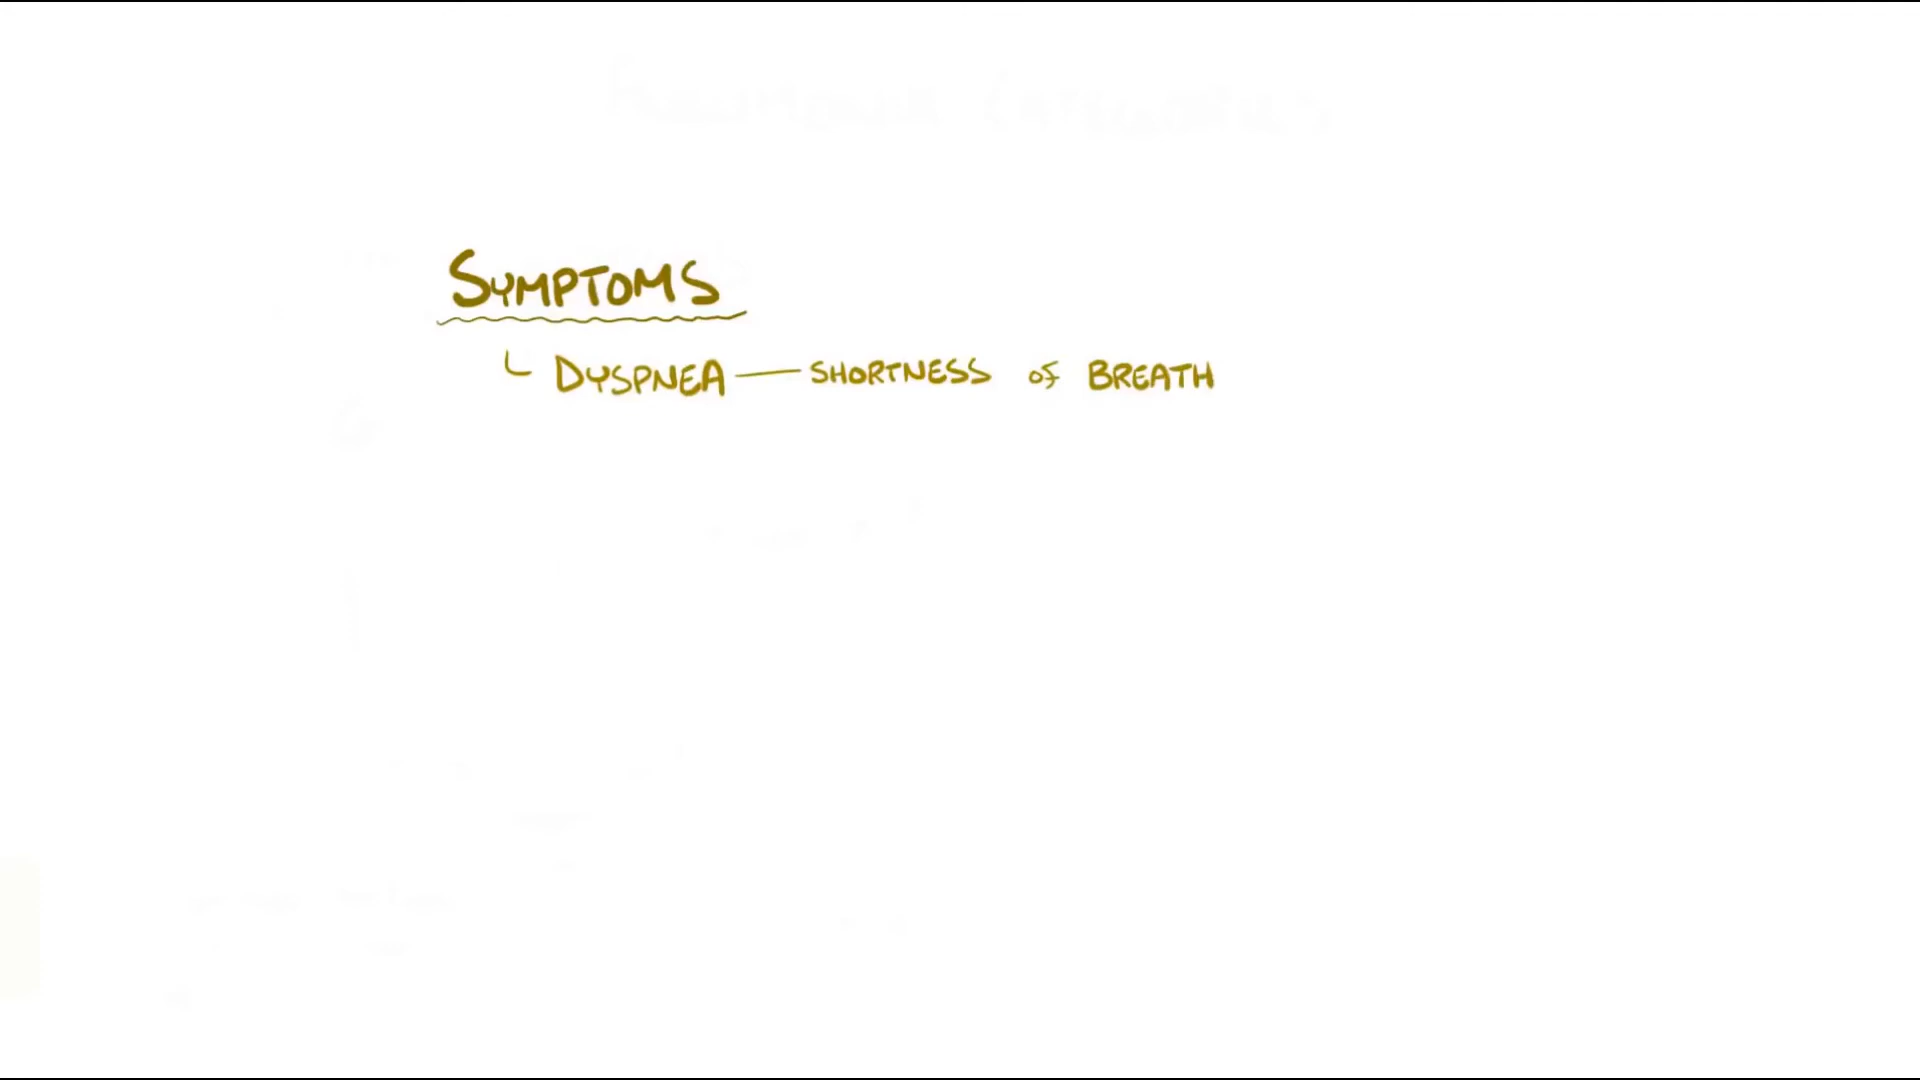 SYMPTOMS
DYSPNEA — SHORTNESS of BREATH